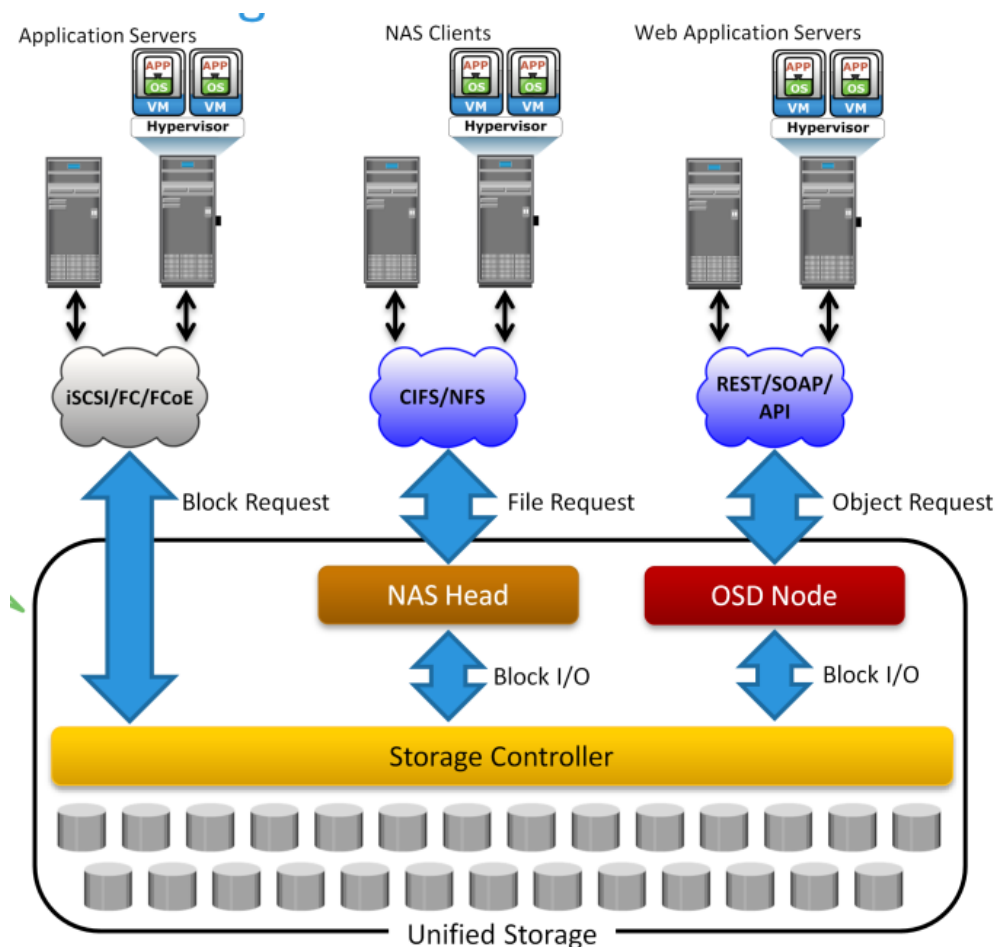 Application Servers
NAS Clients
Web Application Servers
APP APP
OS OS
VM VM
Hypervisor
APP APP
OS OS
VM VM
Hypervisor
APP APP
OS OS
VM VM
Hypervisor
iSCSI/FC/FCoE
CIFS/NFS
REST/SOAP/
API
Block Request
File Request
Object Request
NAS Head
OSD Node
Block I/O
Block I/O
Storage Controller
Unified Storage